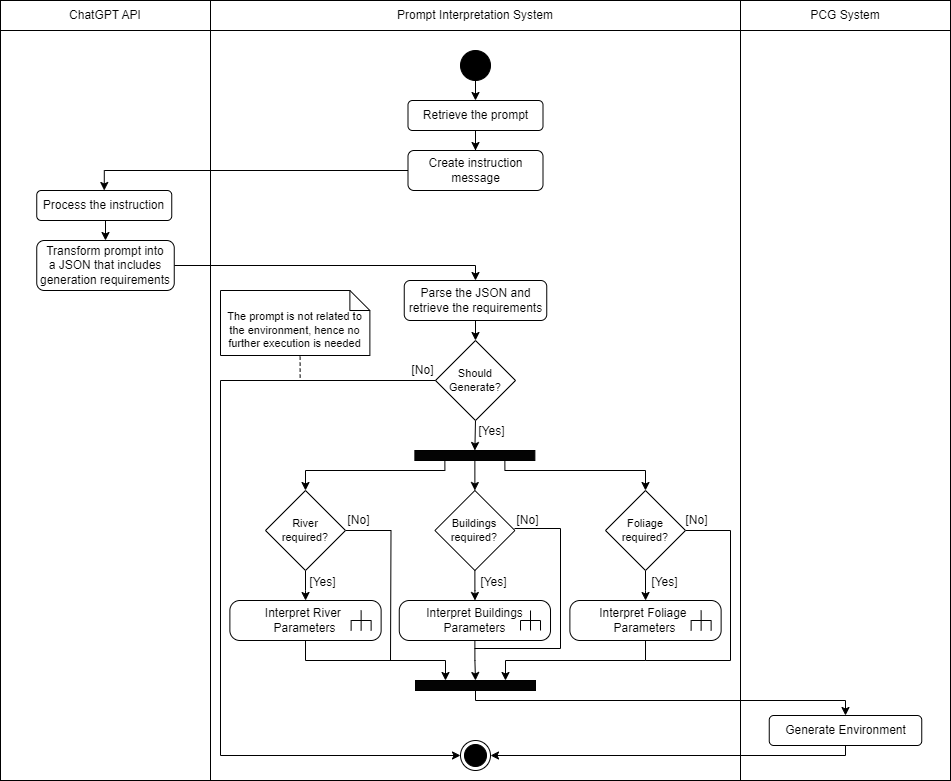 ChatGPT API
Prompt Interpretation System
PCG System
Retrieve the prompt
Create instruction
message
Process the instruction
Transform prompt into
a JSON that includes
generation requirements
Parse the JSON and
retrieve the requirements
The prompt is not related to
the environment, hence no
further execution is needed
[No]
Should
Generate?
[Yes]
River
required?
[No]
Buildings
required?
[No]
Foliage
required?
[No]
[Yes]
[Yes]
[Yes]
Interpret River
Parameters
Interpret Buildings
Parameters
Interpret Foliage
Parameters
Generate Environment